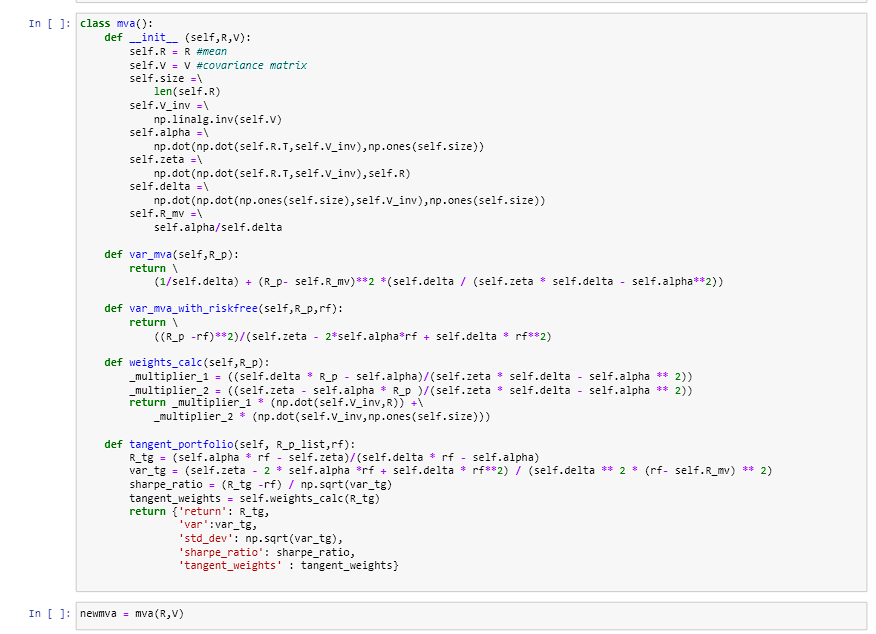 In [ ]: class mva():
    def __init__ (self,R,V):
        self.R = R #mean
        self.V = V #covariance matrix
        self.size =\
            len(self.R)
        self.V_inv =\
            np.linalg.inv(self.V)
        self.alpha =\
            np.dot(np.dot(self.R.T,self.V_inv),np.ones(self.size))
        self.zeta =\
            np.dot(np.dot(self.R.T,self.V_inv),self.R)
        self.delta =\
            np.dot(np.dot(np.ones(self.size),self.V_inv),np.ones(self.size))
        self.R_mv =\
            self.alpha/self.delta
    def var_mva(self,R_p):
        return \
            (1/self.delta) + (R_p- self.R_mv)**2 *(self.delta / (self.zeta * self.delta - self.alpha**2))
    def var_mva_with_riskfree(self,R_p,rf):
        return \
            ((R_p -rf)**2)/(self.zeta - 2*self.alpha*rf + self.delta * rf**2)
    def weights_calc(self,R_p):
        _multiplier_1 = ((self.delta * R_p - self.alpha)/(self.zeta * self.delta - self.alpha ** 2))
        _multiplier_2 = ((self.zeta - self.alpha * R_p )/(self.zeta * self.delta - self.alpha ** 2))
        return _multiplier_1 * (np.dot(self.V_inv,R)) +\
            _multiplier_2 * (np.dot(self.V_inv,np.ones(self.size)))
    def tangent_portfolio(self, R_p_list,rf):
        R_tg = (self.alpha * rf - self.zeta)/(self.delta * rf - self.alpha)
        var_tg = (self.zeta - 2 * self.alpha *rf + self.delta * rf**2) / (self.delta ** 2 * (rf- self.R_mv) ** 2)
        sharpe_ratio = (R_tg -rf) / np.sqrt(var_tg)
        tangent_weights = self.weights_calc(R_tg)
        return {'return': R_tg,
                'var':var_tg,
                'std_dev': np.sqrt(var_tg),
                'sharpe_ratio': sharpe_ratio,
                'tangent_weights' : tangent_weights}
In [ ]: newmva = mva(R,V)